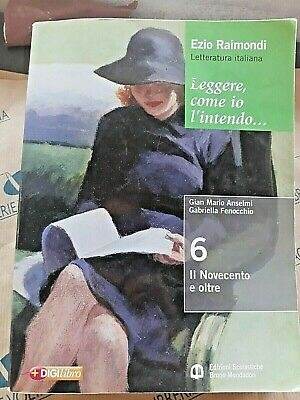 Ezio Raimondi
Letteratura italiana
Leggere,
come io
l'intendo...
Gian Mario Anselmi
Gabriella Fenocchio
6
Il Novecento
e oltre
+DIGIlibro
Edizioni Scolastiche
Bruno Mondadori